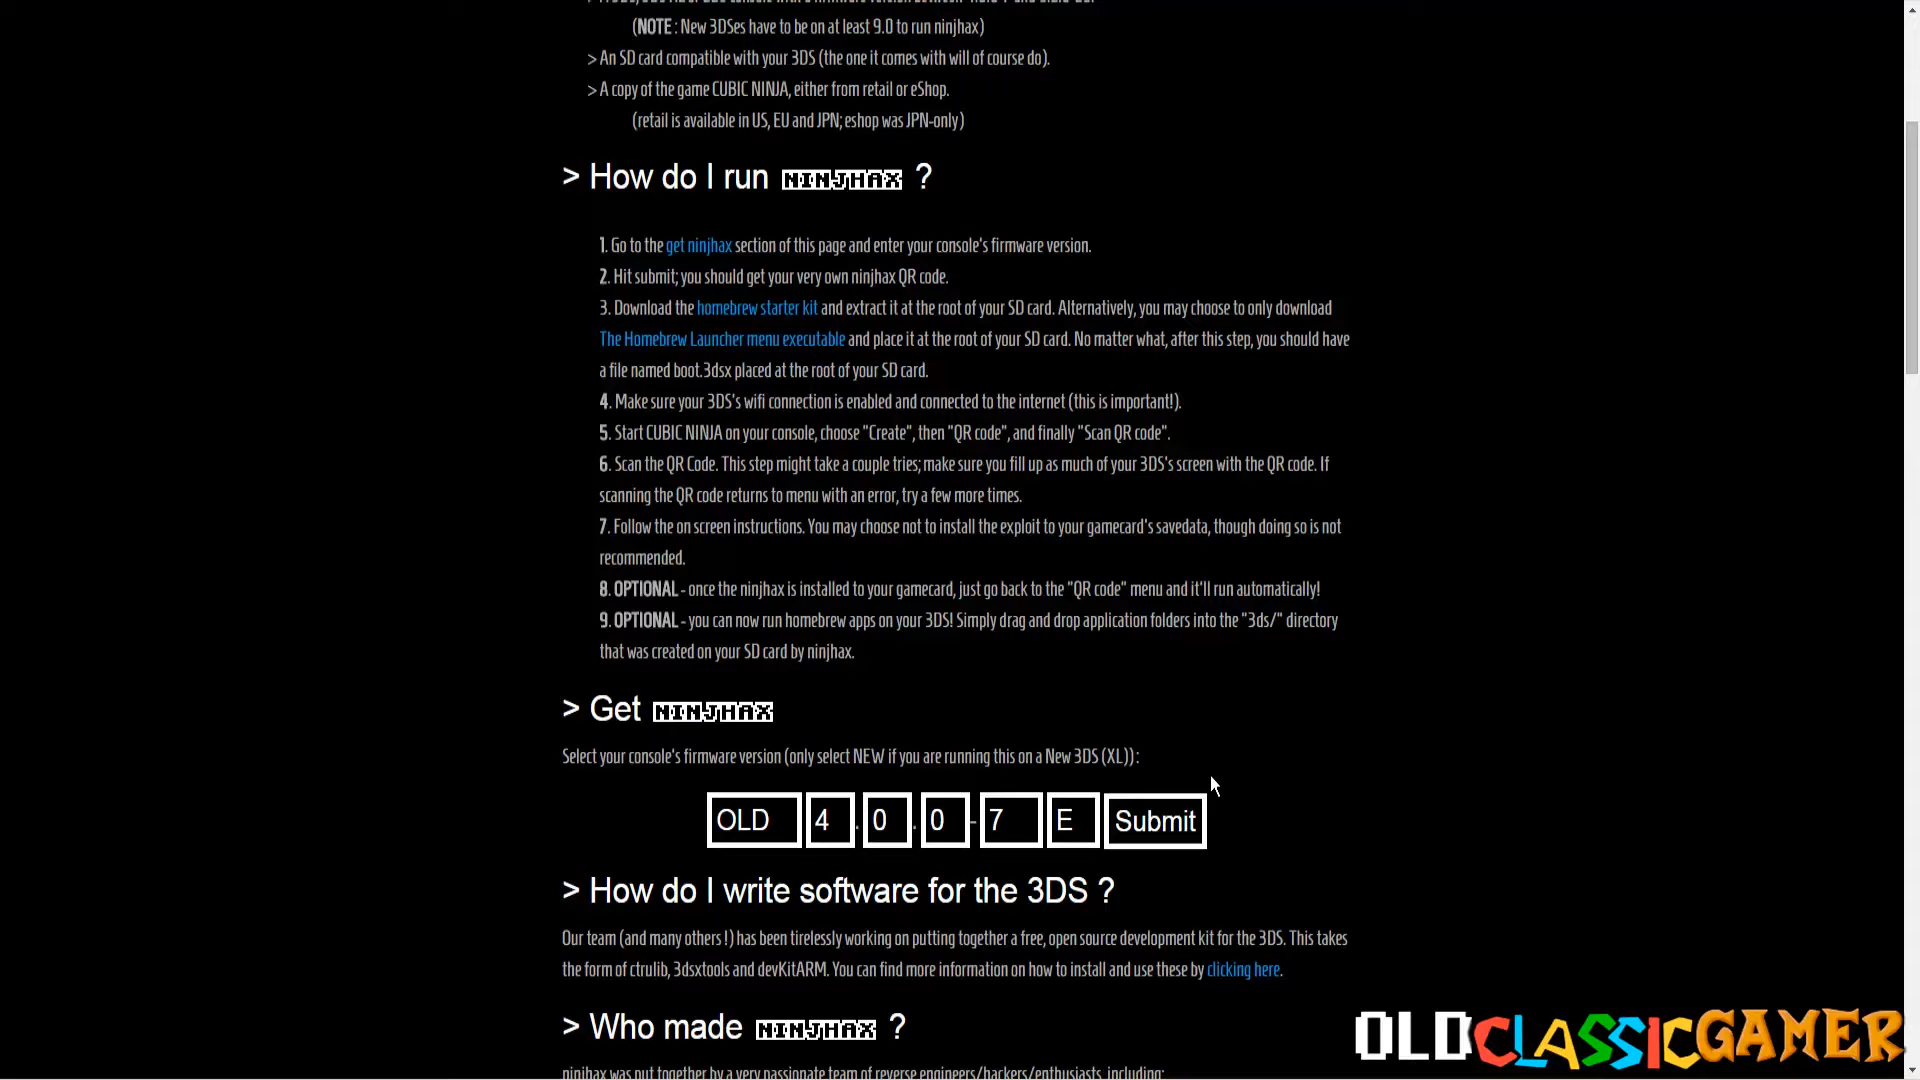 (NOTE : New 3DSes have to be on at least 9.0 to run ninjhax)
> An SD card compatible with your 3DS (the one it comes with will of course do).
> A copy of the game CUBIC NINJA, either from retail or eShop.
(retail is available in US, EU and JPN; eshop was JPN-only)
> How do I run NINJHAX ?
1. Go to the get ninjhax section of this page and enter your console's firmware version.
2. Hit submit; you should get your very own ninjhax QR code.
3. Download the homebrew starter kit and extract it at the root of your SD card. Alternatively, you may choose to only download
The Homebrew Launcher menu executable and place it at the root of your SD card. No matter what, after this step, you should have
a file named boot.3dsx placed at the root of your SD card.
4. Make sure your 3DS's wifi connection is enabled and connected to the internet (this is important!).
5. Start CUBIC NINJA on your console, choose "Create", then "QR code", and finally "Scan QR code".
6. Scan the QR Code. This step might take a couple tries; make sure you fill up as much of your 3DS's screen with the QR code. If
scanning the QR code returns to menu with an error, try a few more times.
7. Follow the on screen instructions. You may choose not to install the exploit to your gamecard's savedata, though doing so is not
recommended.
8. OPTIONAL - once the ninjhax is installed to your gamecard, just go back to the "QR code" menu and it'll run automatically!
9. OPTIONAL - you can now run homebrew apps on your 3DS! Simply drag and drop application folders into the "3ds/" directory
that was created on your SD card by ninjhax.
> Get NINJHAX
Select your console's firmware version (only select NEW if you are running this on a New 3DS (XL)):
OLD 4 . 0 . 0 - 7 E Submit
> How do I write software for the 3DS ?
Our team (and many others !) has been tirelessly working on putting together a free, open source development kit for the 3DS. This takes
the form of ctrulib, 3dsxtools and devKitARM. You can find more information on how to install and use these by clicking here.
> Who made NINJHAX ?
ninjhax was put together by a very passionate team of reverse engineers/hackers/enthusiasts, including:
OLDCLASSICGAMER